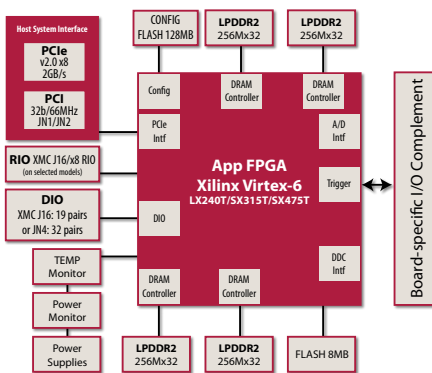 CONFIG
FLASH 128MB
LPDDR2
256Mx32
LPDDR2
256Mx32
Host System Interface
PCIe
v2.0 x8
2GB/s
PCI
32b/66MHz
JN1/JN2
RIO XMC J16/x8 RIO
(on selected models)
DIO
XMC J16: 19 pairs
or JN4: 32 pairs
TEMP
Monitor
Power
Monitor
Power
Supplies
Config
DRAM
Controller
DRAM
Controller
PCIe
Intf
A/D
Intf
App FPGA
Xilinx Virtex-6
LX240T/SX315T/SX475T
Trigger
DIO
DDC
Intf
DRAM
Controller
DRAM
Controller
LPDDR2
256Mx32
LPDDR2
256Mx32
FLASH 8MB
Board-specific I/O Complement